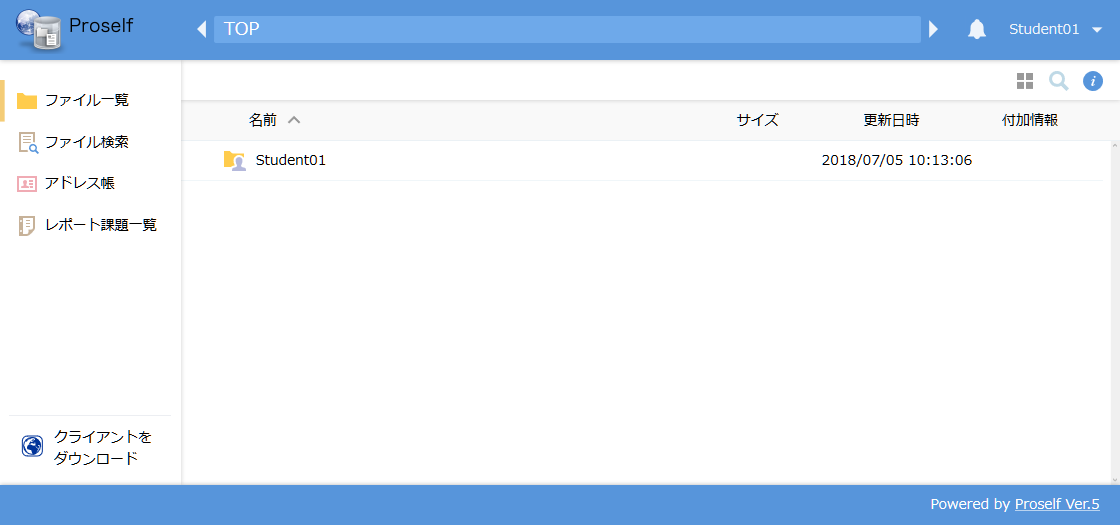 Proself
TOP
Student01
ファイル一覧
ファイル検索
アドレス帳
レポート課題一覧
クライアントを
ダウンロード
名前 サイズ 更新日時 付加情報
Student01 2018/07/05 10:13:06
Powered by Proself Ver.5